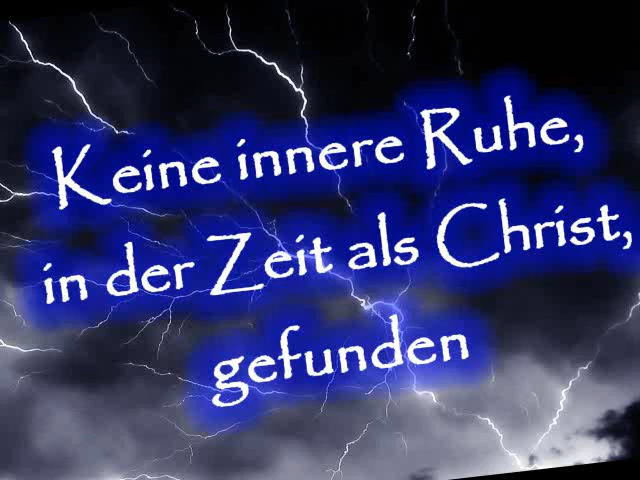 Keine innere Ruhe,
in der Zeit als Christ,
gefunden